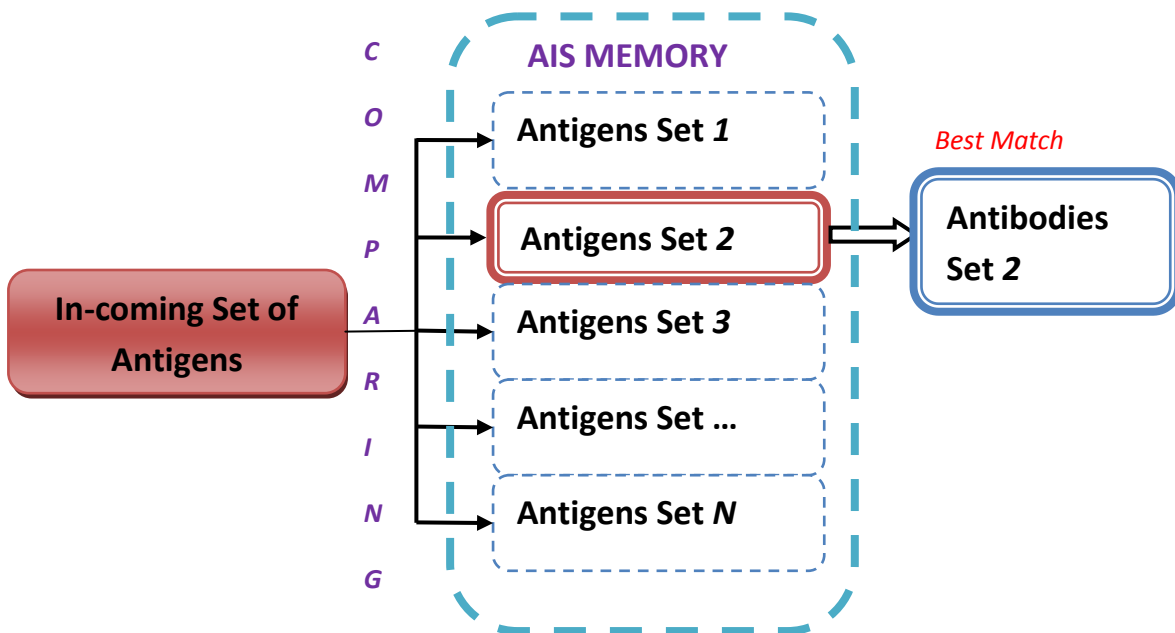 COMPARING
AIS MEMORY
Antigens Set 1
Antigens Set 2
Antigens Set 3
Antigens Set …
Antigens Set N
In-coming Set of
Antigens
Best Match
Antibodies
Set 2